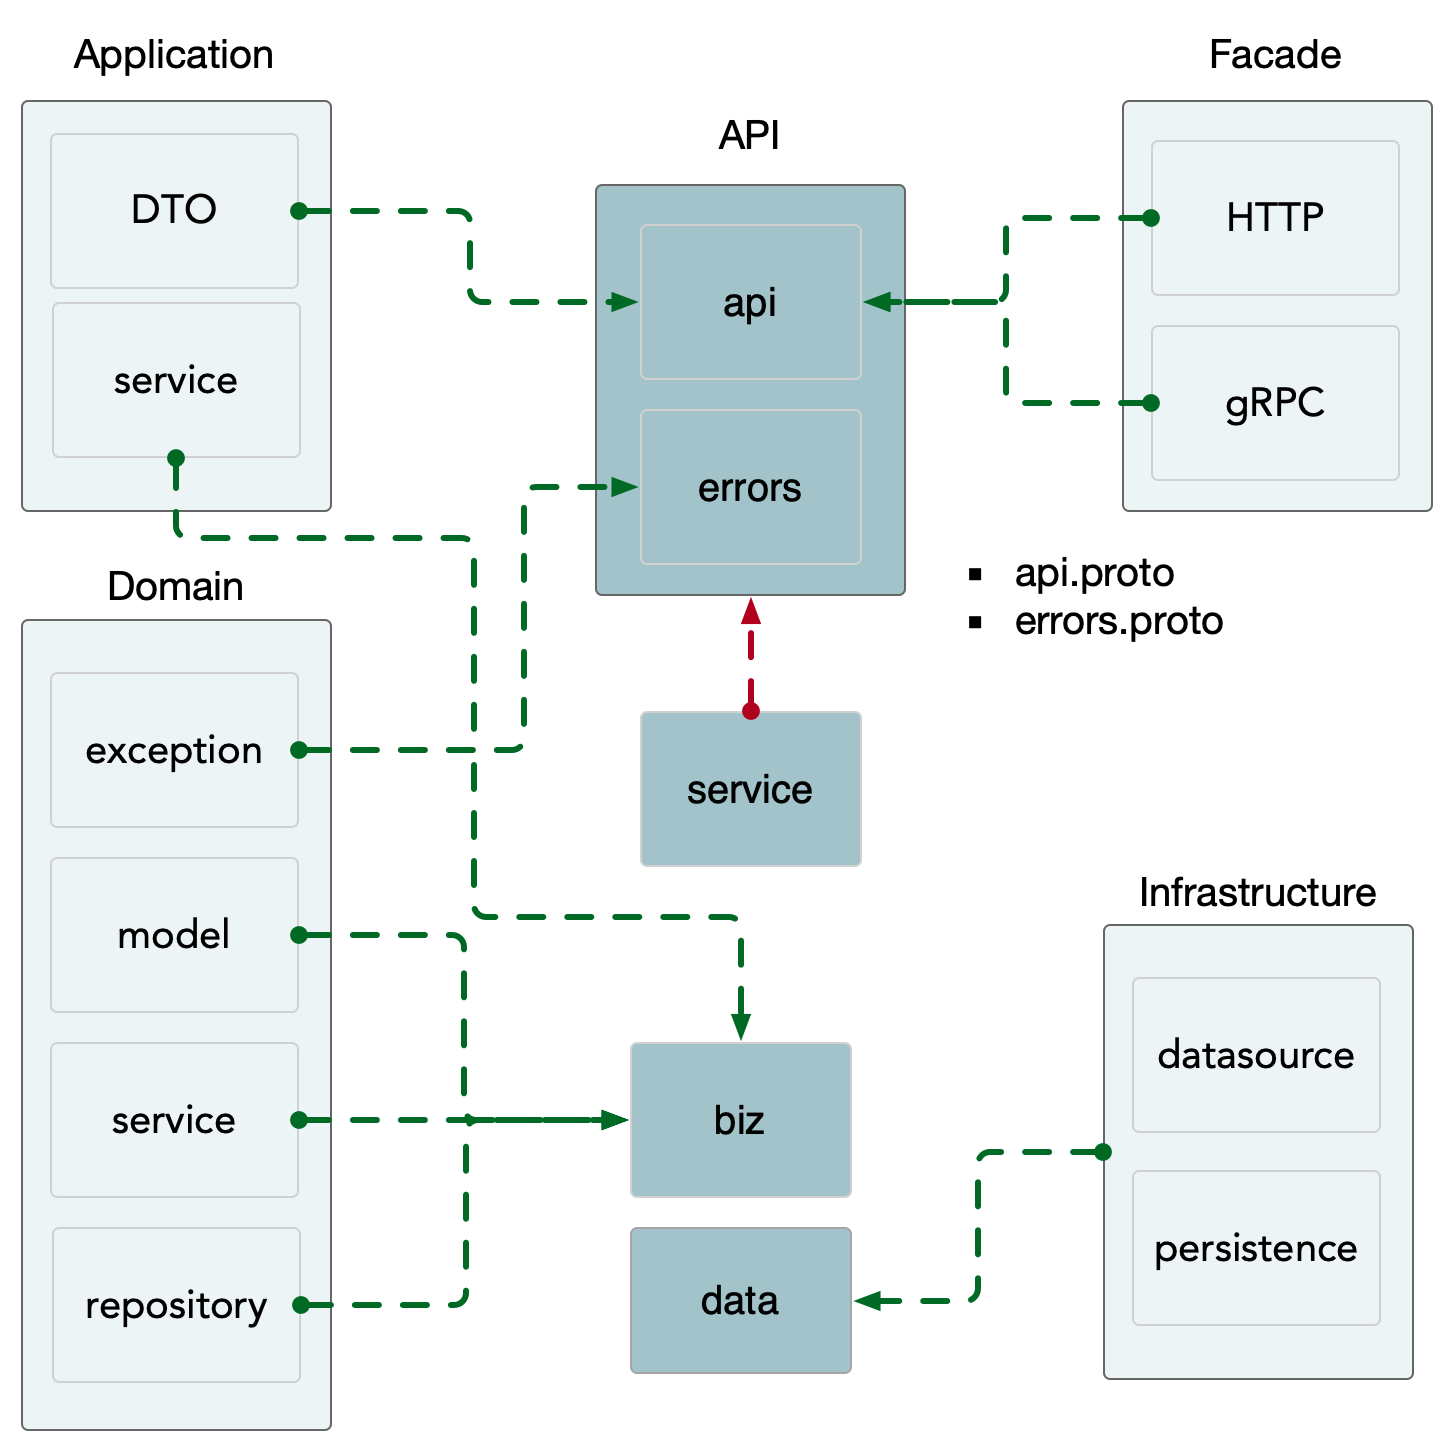 Application
DTO
service
Domain
exception
model
service
repository
API
api
errors
▪ api.proto
▪ errors.proto
service
biz
data
Facade
HTTP
gRPC
Infrastructure
datasource
persistence